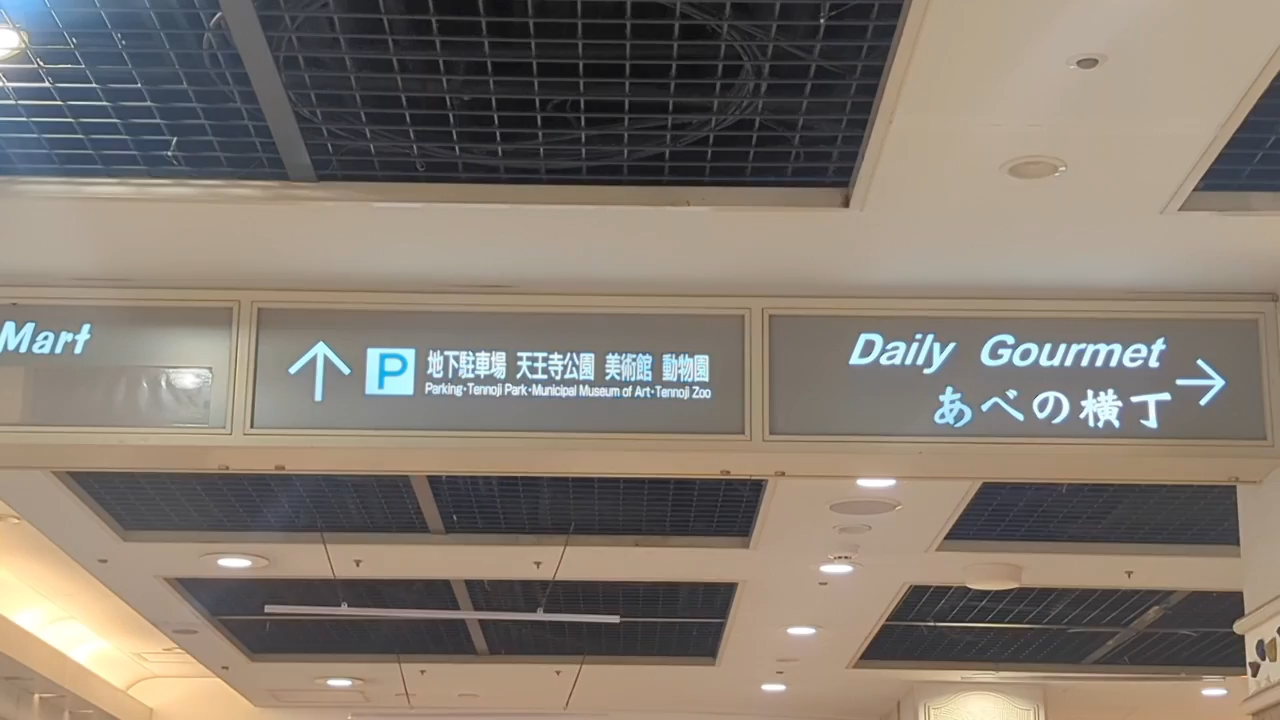 Mart
P
地下駐車場 天王寺公園 美術館 動物園
Parking・Tennoji Park・Municipal Museum of Art・Tennoji Zoo
Daily Gourmet
あべの横丁